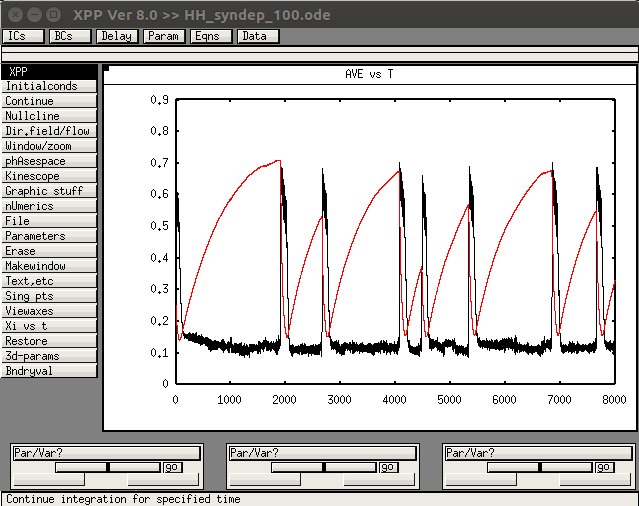 XPP Ver 8.0 >> HH_syndep_100.ode
ICs BCs Delay Param Eqns Data
XPP
Initialconds
Continue
Nullcline
Dir.field/flow
Window/zoom
phAsespace
Kinescope
Graphic stuff
nUmerics
File
Parameters
Erase
Makewindow
Text,etc
Sing pts
Viewaxes
Xi vs t
Restore
3d-params
Bndryval
AVE vs T
0.9
0.8
0.7
0.6
0.5
0.4
0.3
0.2
0.1
0
0 1000 2000 3000 4000 5000 6000 7000 8000
Par/Var? Par/Var? Par/Var?
go go go
Continue integration for specified time